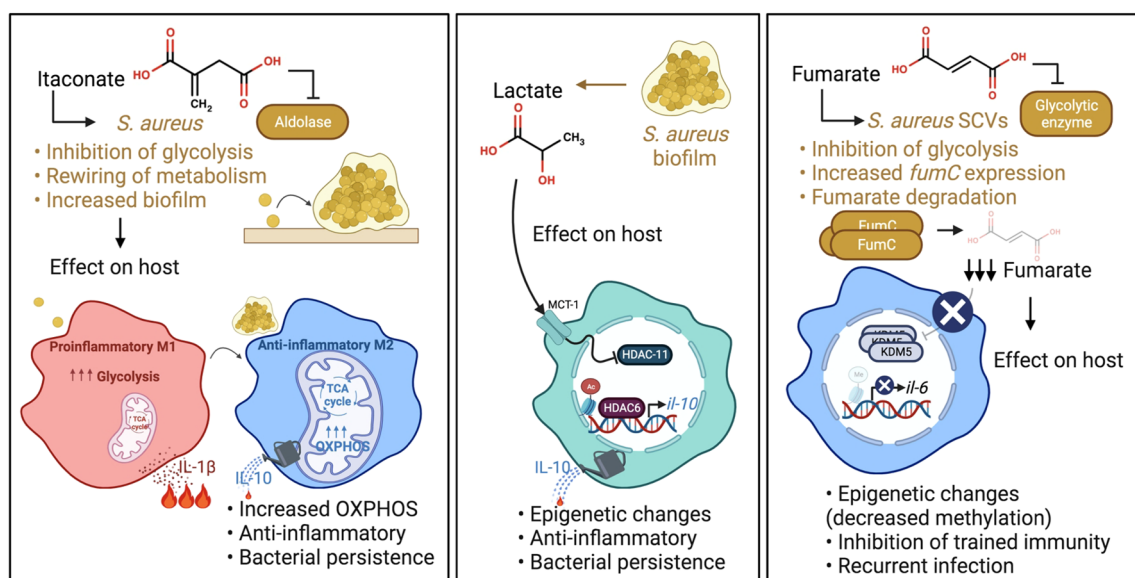 Itaconate
O
HO
OH
CH₂
O
Aldolase
S. aureus
• Inhibition of glycolysis
• Rewiring of metabolism
• Increased biofilm
Effect on host
Proinflammatory M1
↑↑↑ Glycolysis
TCA
cycle
IL-1β
Anti-inflammatory M2
TCA
cycle
↑↑↑
OXPHOS
IL-10
• Increased OXPHOS
• Anti-inflammatory
• Bacterial persistence
Lactate
O
HO
CH₃
OH
S. aureus
biofilm
Effect on host
MCT-1
HDAC-11
Ac
HDAC6
il-10
IL-10
• Epigenetic changes
• Anti-inflammatory
• Bacterial persistence
Fumarate
O
HO
OH
O
Glycolytic
enzyme
S. aureus SCVs
• Inhibition of glycolysis
• Increased fumC expression
• Fumarate degradation
FumC
FumC
O
HO
OH
O
↓↓↓ Fumarate
Effect on host
KDM5
KDM5
KDM5
Me
il-6
• Epigenetic changes
(decreased methylation)
• Inhibition of trained immunity
• Recurrent infection